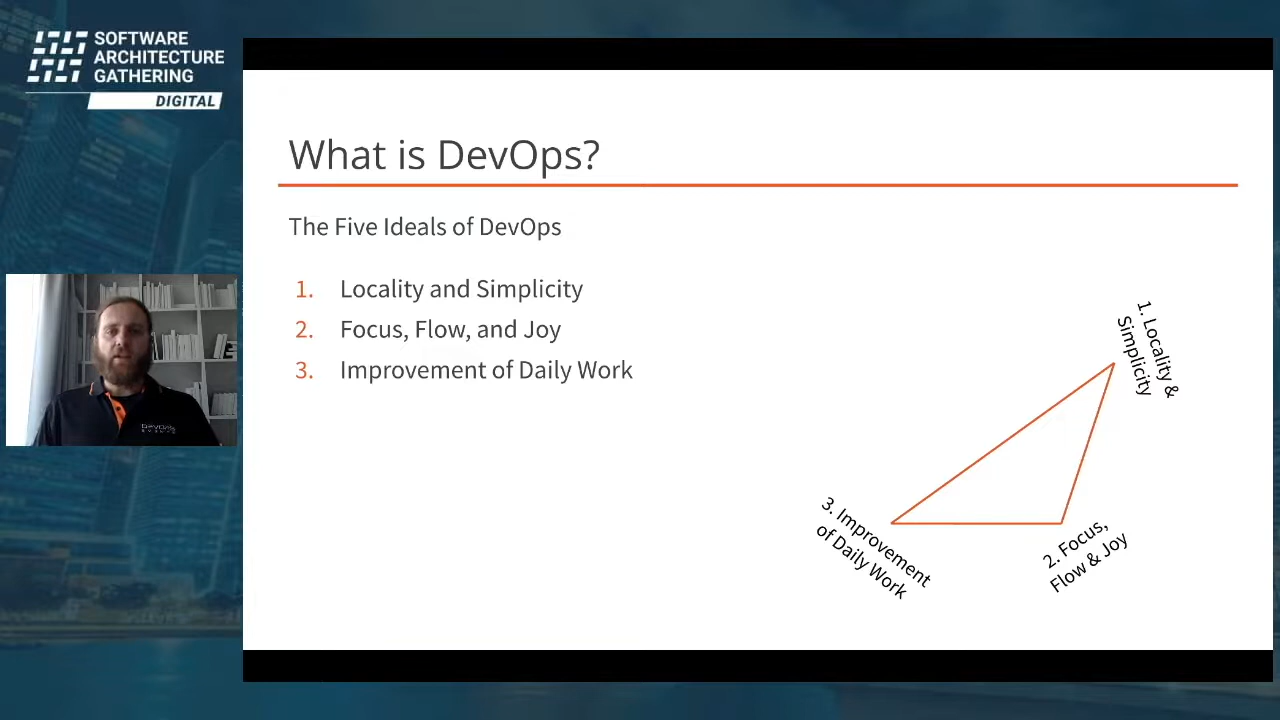 SOFTWARE
ARCHITECTURE
GATHERING
DIGITAL
What is DevOps?
The Five Ideals of DevOps
1. Locality and Simplicity
2. Focus, Flow, and Joy
3. Improvement of Daily Work
1. Locality &
Simplicity
3. Improvement
of Daily Work
2. Focus,
Flow & Joy